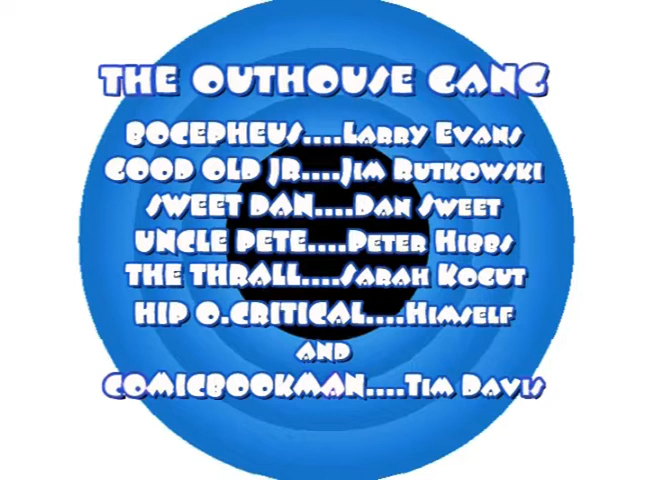 THE OUTHOUSE GANG
BOCEPHEUS....Larry Evans
GOOD OLD JR....Jim Rutkowski
SWEET DAN....Dan Sweet
UNCLE PETE....Peter Hibbs
THE THRALL....Sarah Kogut
HIP O.CRITICAL....Himself
AND
COMICBOOKMAN....Tim Davis